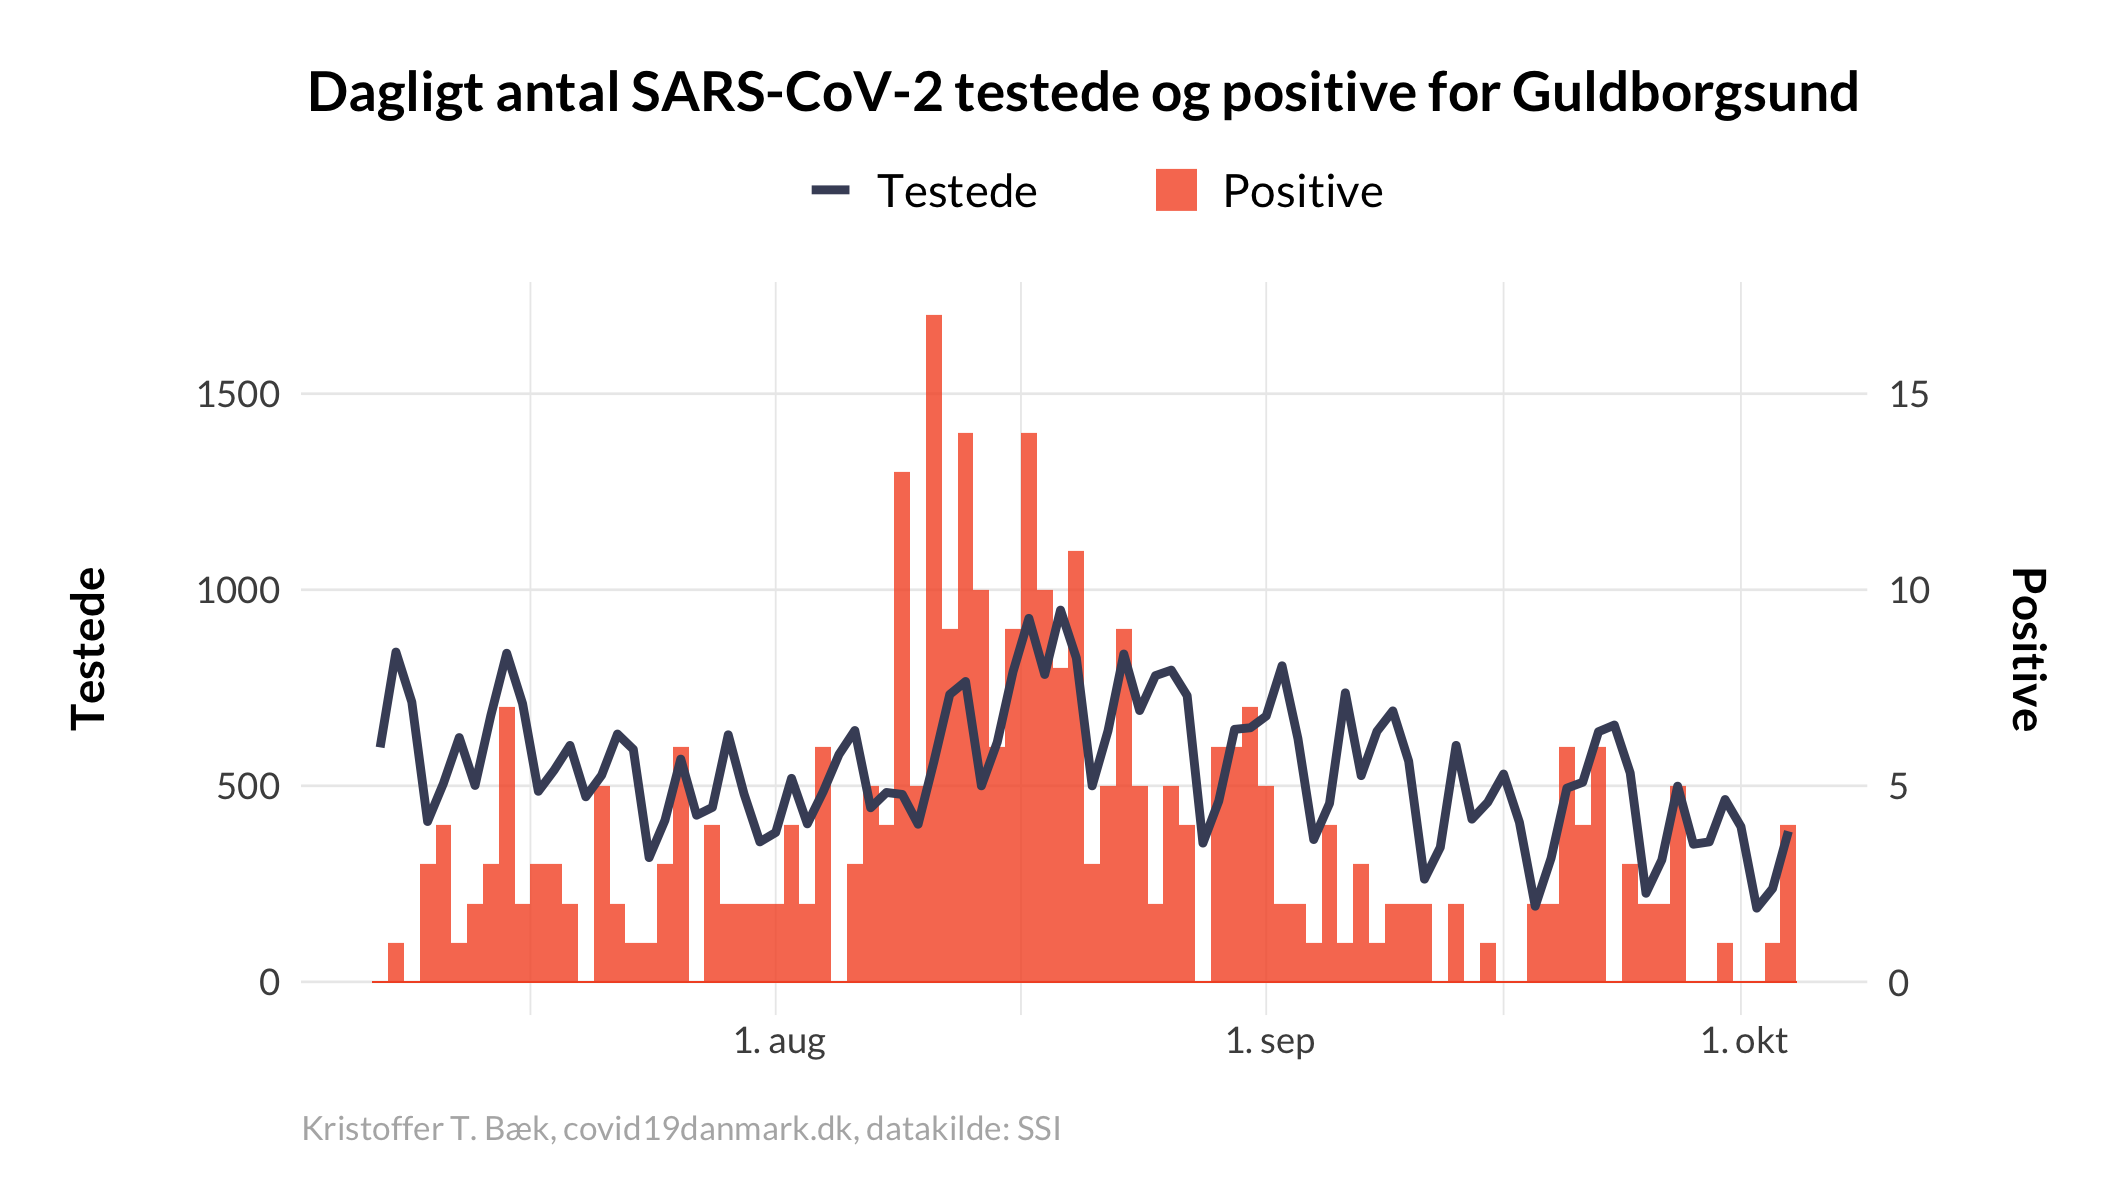 Dagligt antal SARS-CoV-2 testede og positive for Guldborgsund
Testede
Positive
1500
1000
500
0
15
10
5
0
Testede
Positive
1. aug
1. sep
1. okt
Kristoffer T. Bæk, covid19danmark.dk, datakilde: SSI